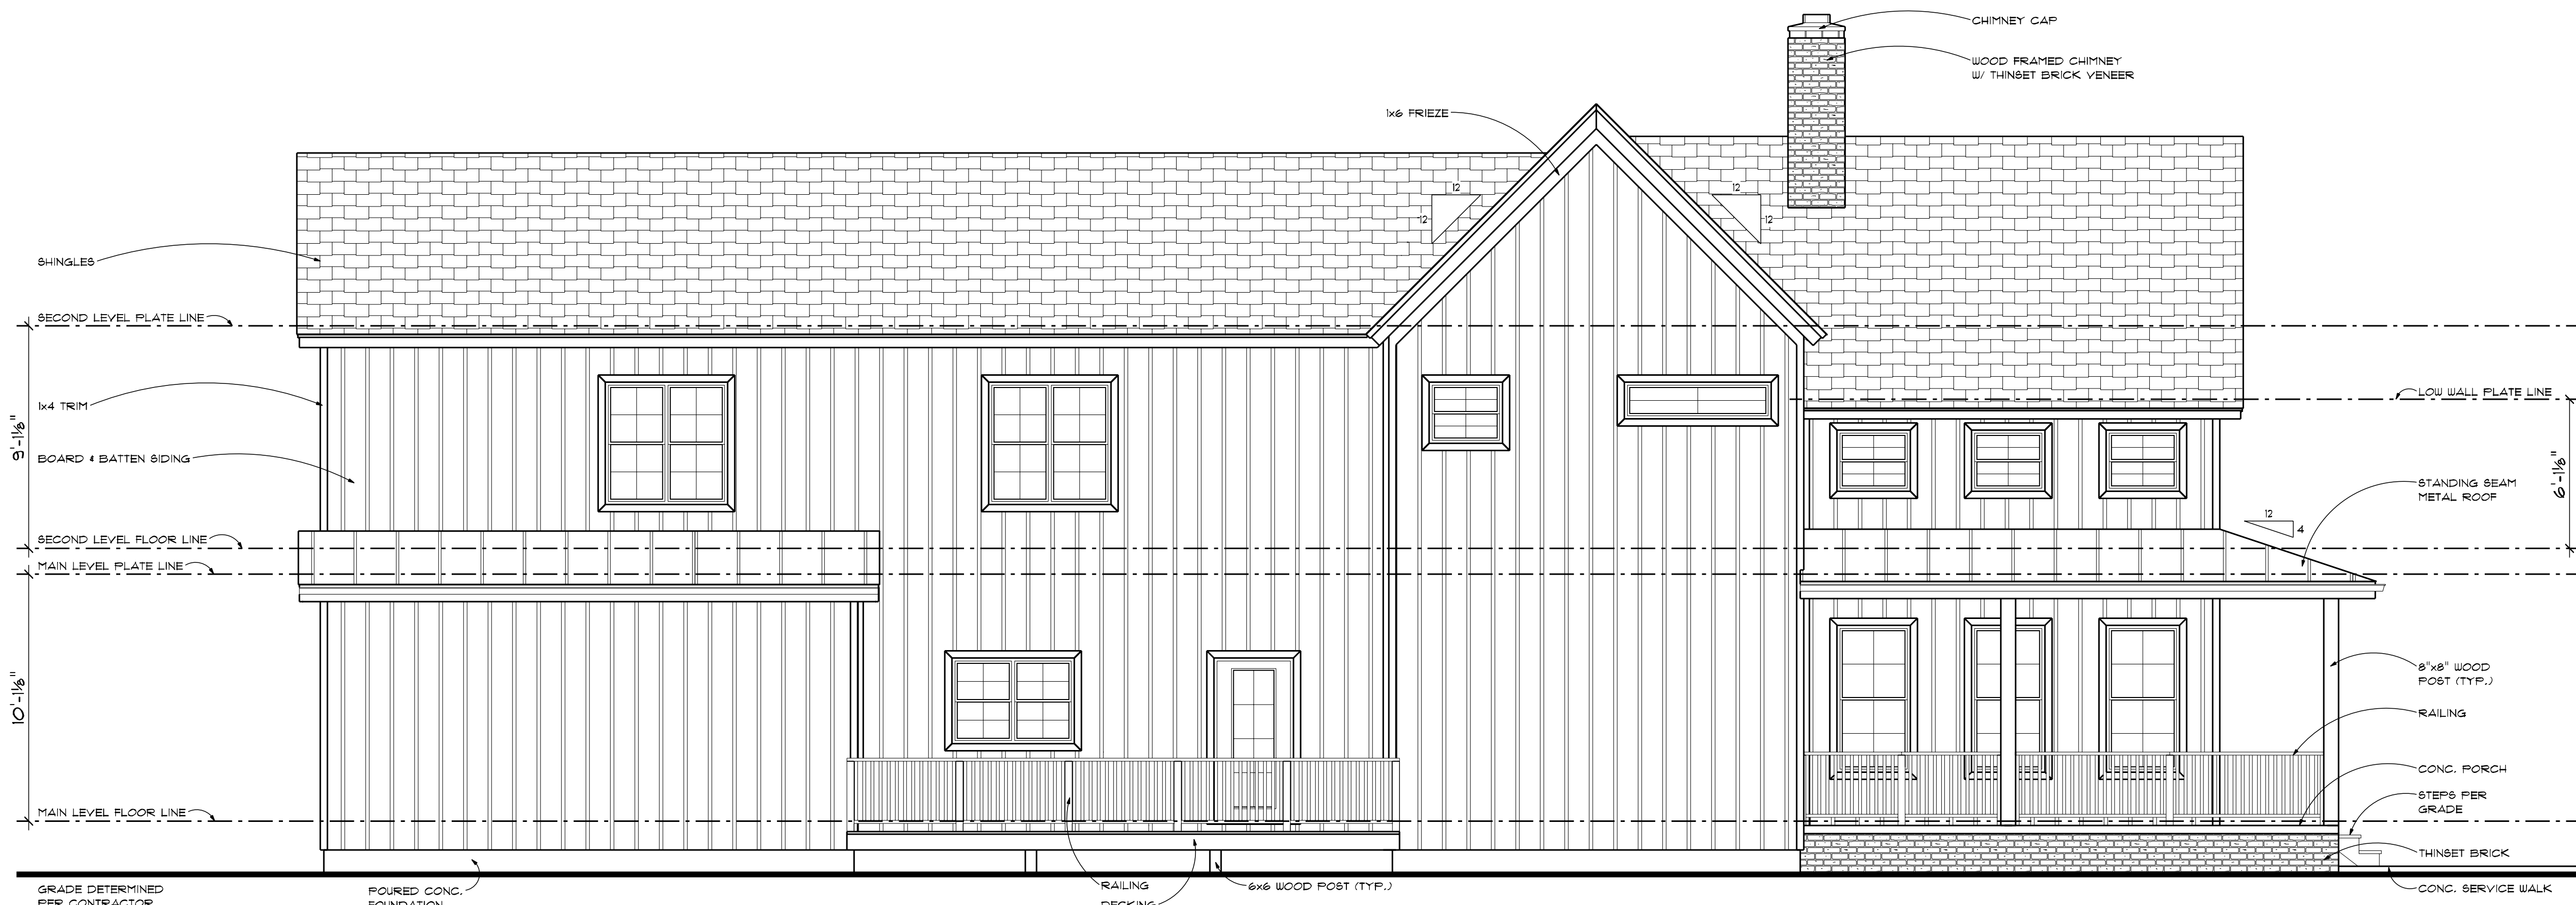 CHIMNEY CAP
WOOD FRAMED CHIMNEY
W/ THINSET BRICK VENEER
1x6 FRIEZE
12
12
12
12
SHINGLES
SECOND LEVEL PLATE LINE
1x4 TRIM
9'-1⅛"
BOARD & BATTEN SIDING
SECOND LEVEL FLOOR LINE
MAIN LEVEL PLATE LINE
10'-1⅛"
MAIN LEVEL FLOOR LINE
LOW WALL PLATE LINE
6'-1⅛"
STANDING SEAM
METAL ROOF
12
4
8"x8" WOOD
POST (TYP.)
RAILING
CONC. PORCH
STEPS PER
GRADE
THINSET BRICK
CONC. SERVICE WALK
GRADE DETERMINED
PER CONTRACTOR
POURED CONC.
FOUNDATION
RAILING
DECKING
6x6 WOOD POST (TYP.)